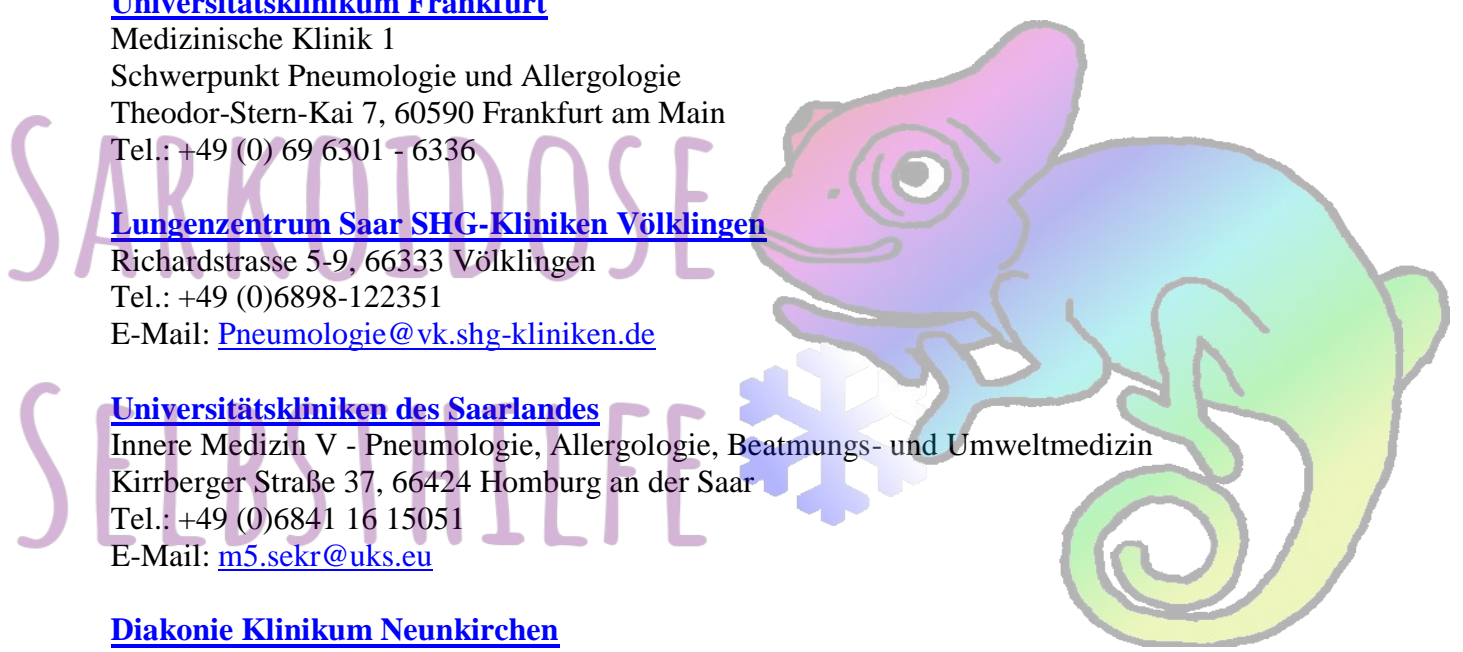 Universitätsklinikum Frankfurt
Medizinische Klinik 1
Schwerpunkt Pneumologie und Allergologie
Theodor-Stern-Kai 7, 60590 Frankfurt am Main
Tel.: +49 (0) 69 6301 - 6336
SARKOIDOSE
Lungenzentrum Saar SHG-Kliniken Völklingen
Richardstrasse 5-9, 66333 Völklingen
Tel.: +49 (0)6898-122351
E-Mail: Pneumologie@vk.shg-kliniken.de
SELBSTHILFE
Universitätskliniken des Saarlandes
Innere Medizin V - Pneumologie, Allergologie, Beatmungs- und Umweltmedizin
Kirrberger Straße 37, 66424 Homburg an der Saar
Tel.: +49 (0)6841 16 15051
E-Mail: m5.sekr@uks.eu
Diakonie Klinikum Neunkirchen